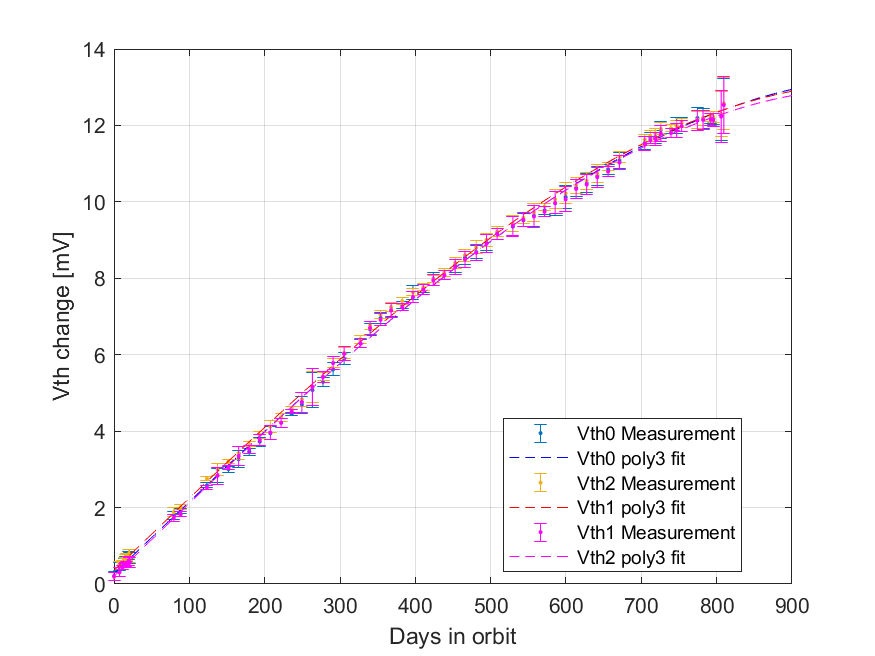 14
12
10
8
6
4
2
0
Vth change [mV]
Vth0 Measurement
Vth0 poly3 fit
Vth2 Measurement
Vth1 poly3 fit
Vth1 Measurement
Vth2 poly3 fit
0 100 200 300 400 500 600 700 800 900
Days in orbit